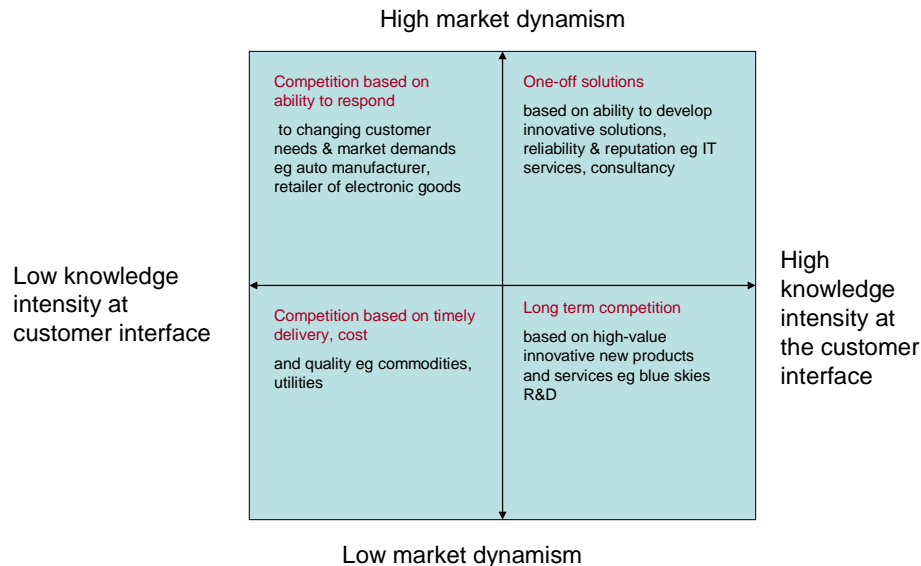 High market dynamism
Competition based on
ability to respond
to changing customer
needs & market demands
eg auto manufacturer,
retailer of electronic goods
One-off solutions
based on ability to develop
innovative solutions,
reliability & reputation eg IT
services, consultancy
Low knowledge
intensity at
customer interface
High
knowledge
intensity at
the customer
interface
Competition based on timely
delivery, cost
and quality eg commodities,
utilities
Long term competition
based on high-value
innovative new products
and services eg blue skies
R&D
Low market dynamism